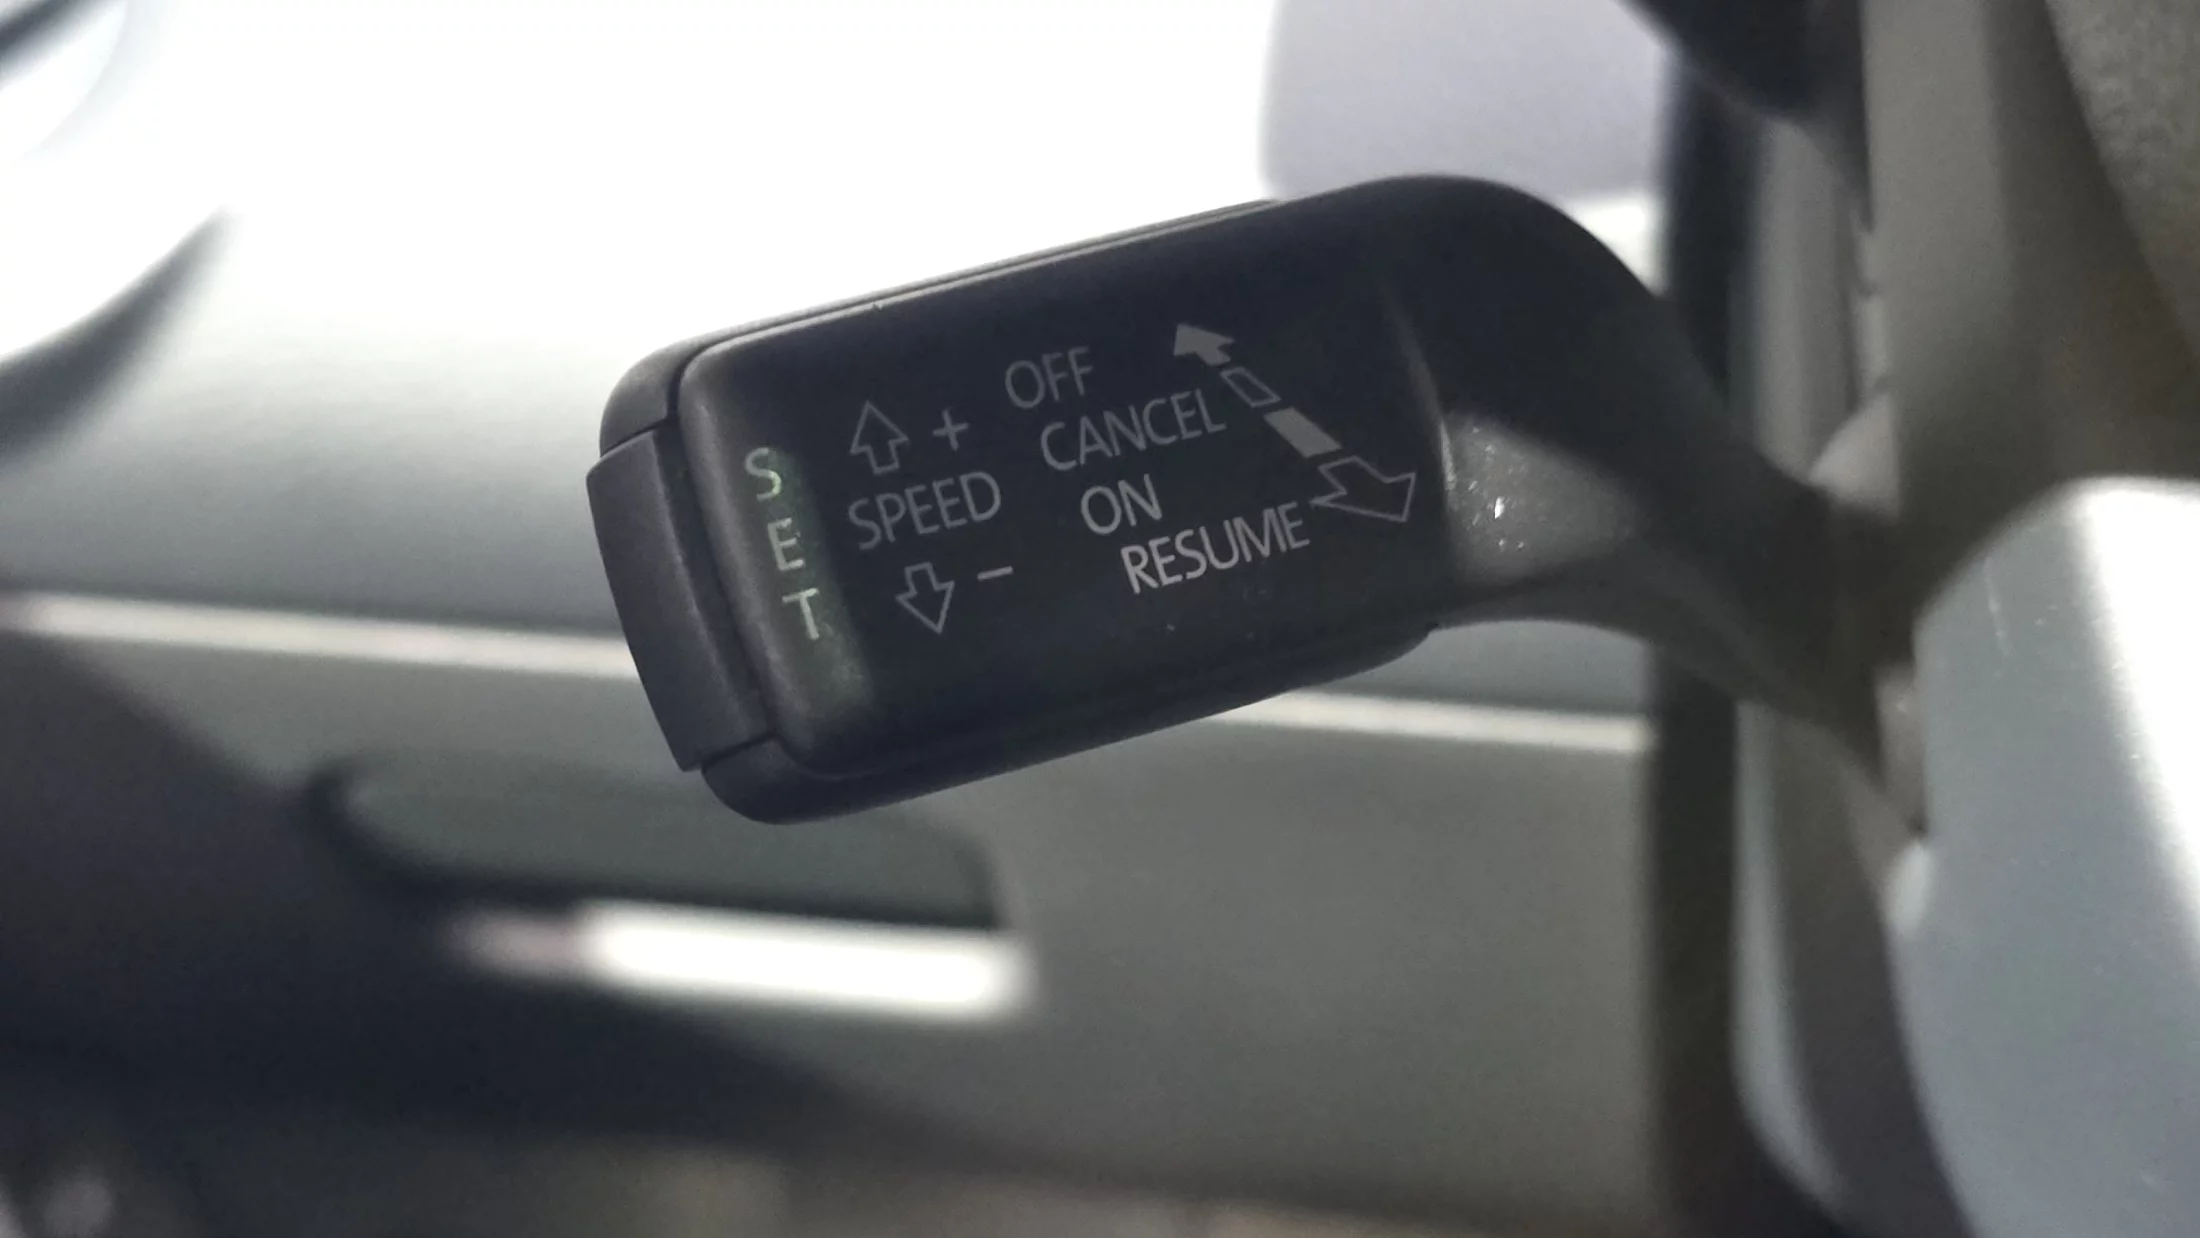 SET
+
SPEED
−
OFF
CANCEL
ON
RESUME